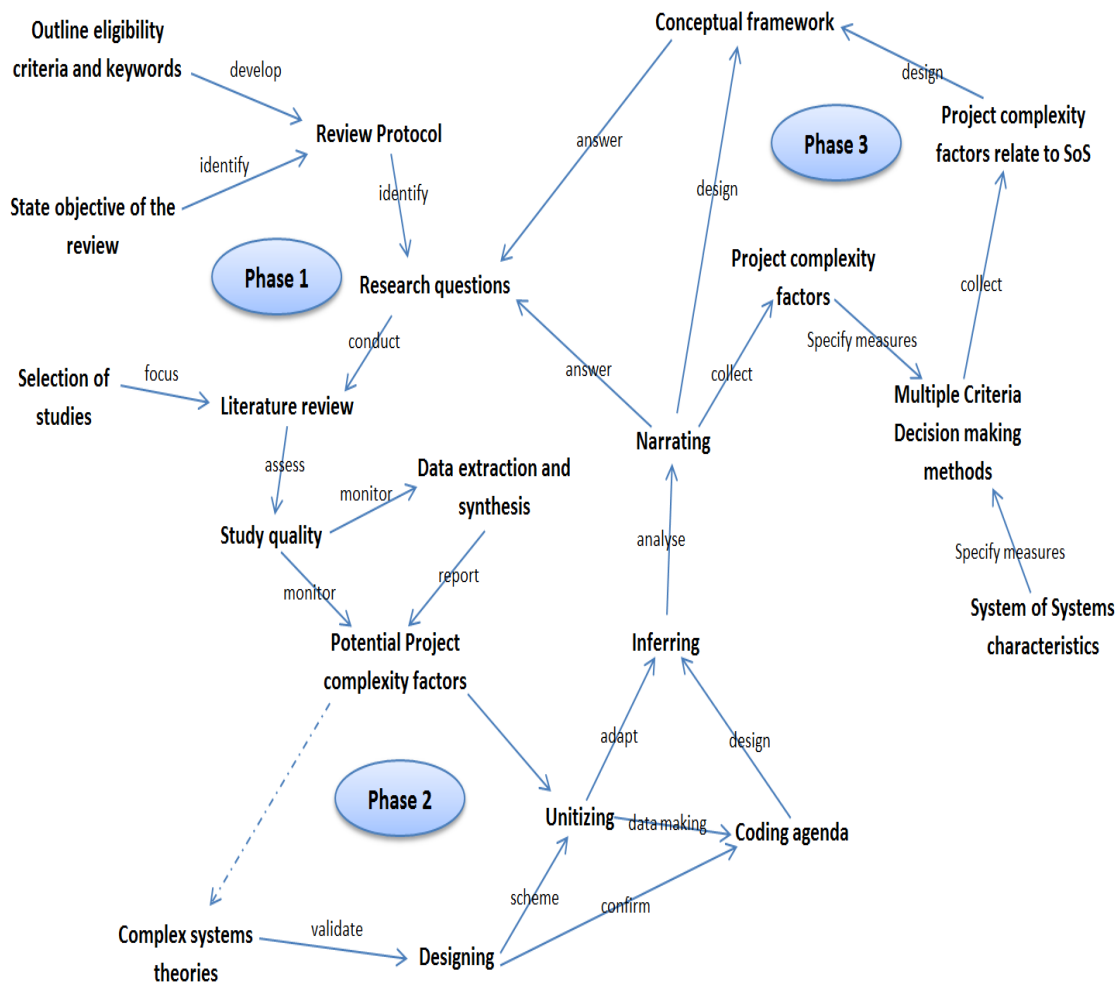 Outline eligibility
criteria and keywords
develop
Review Protocol
identify
State objective of the
review
identify
Phase 1
Research questions
conduct
Selection of
studies
focus
Literature review
assess
Data extraction and
synthesis
monitor
Study quality
monitor
report
Potential Project
complexity factors
Phase 2
Complex systems
theories
validate
Designing
scheme
confirm
Unitizing
data making
Coding agenda
adapt
design
Inferring
analyse
Narrating
answer
collect
design
answer
Conceptual framework
Phase 3
design
Project complexity
factors relate to SoS
Project complexity
factors
Specify measures
collect
Multiple Criteria
Decision making
methods
Specify measures
System of Systems
characteristics